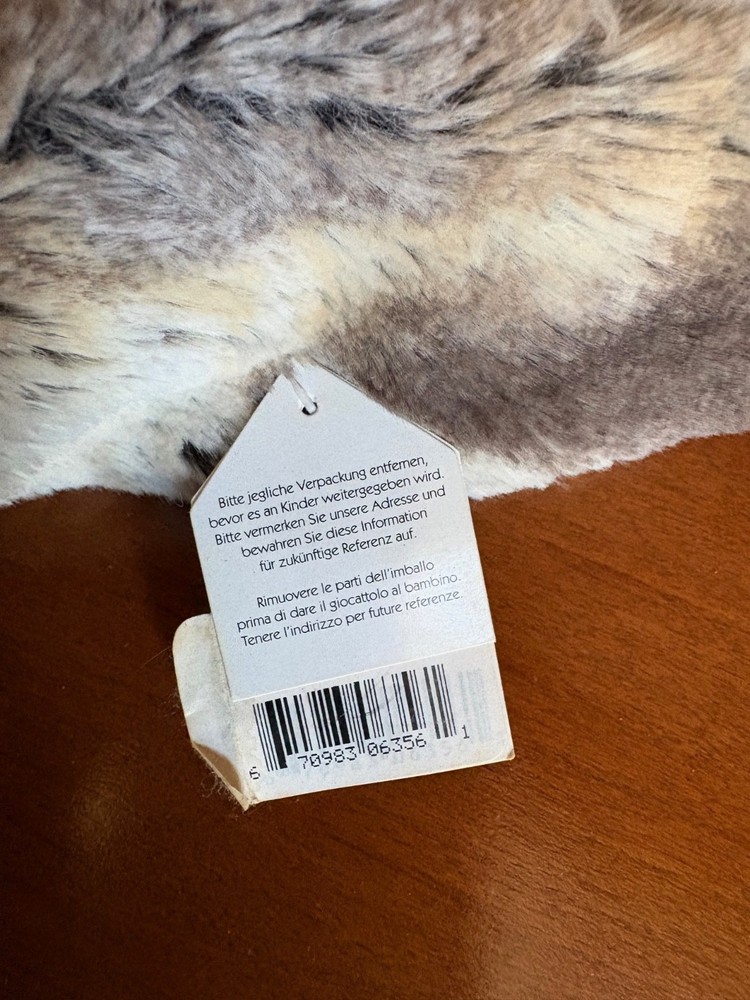 Bitte jegliche Verpackung entfernen,
bevor es an Kinder weitergegeben wird.
Bitte vermerken Sie unsere Adresse und
bewahren Sie diese Information
für zukünftige Referenz auf.
Rimuovere le parti dell'imballo
prima di dare il giocattolo al bambino.
Tenere l'indirizzo per future referenze.
6 70983 06356 1